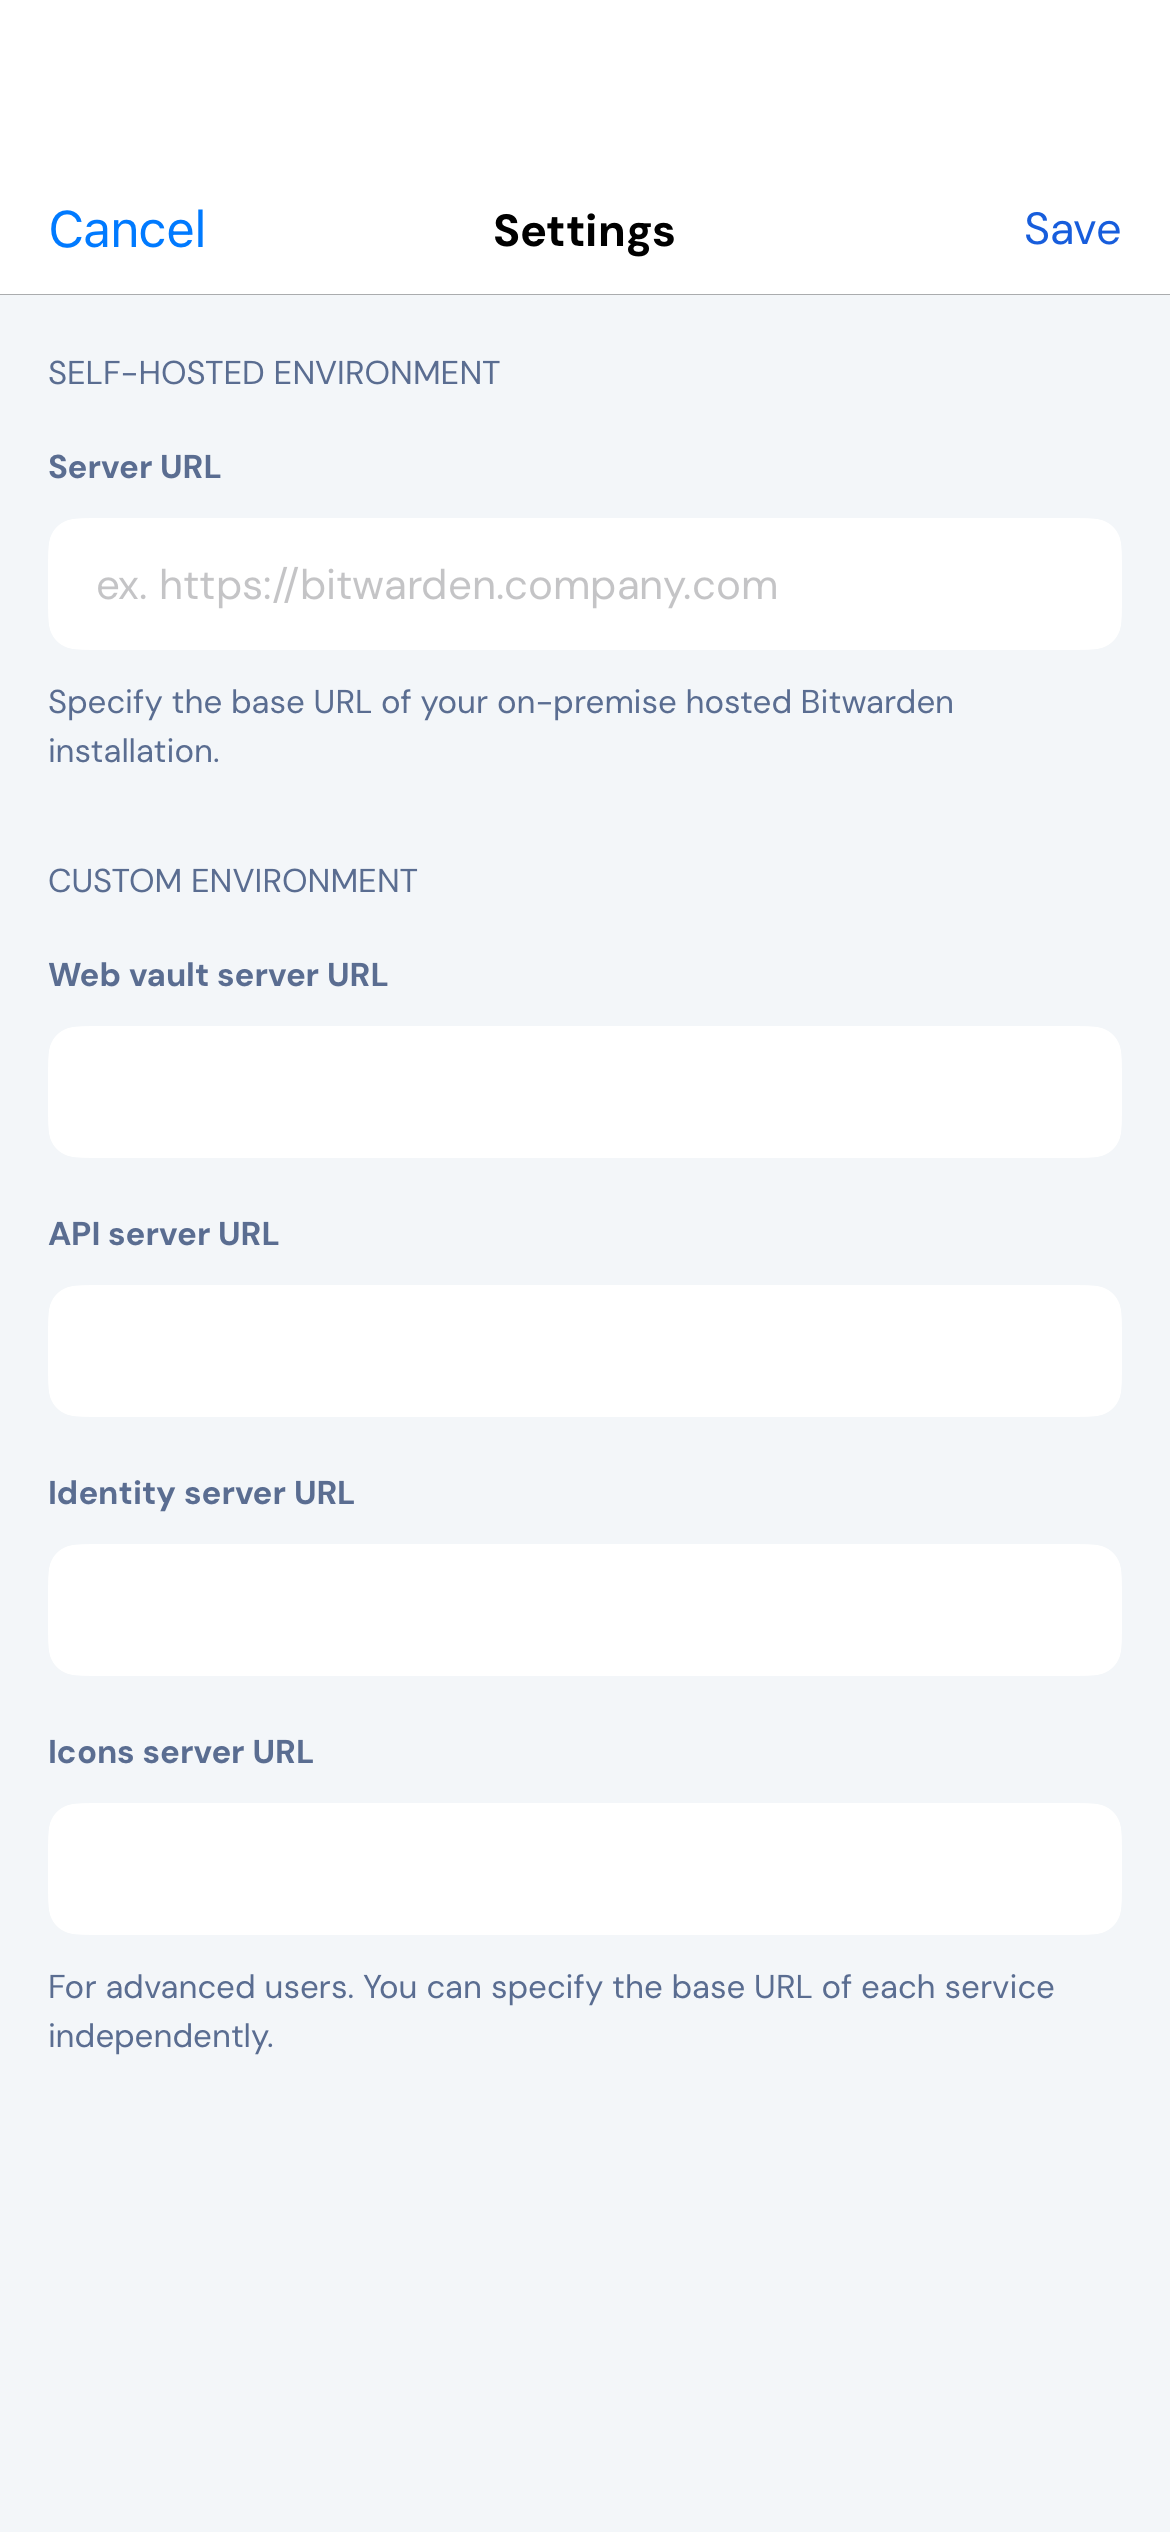 Cancel
Settings
Save
SELF-HOSTED ENVIRONMENT
Server URL
ex. https://bitwarden.company.com
Specify the base URL of your on-premise hosted Bitwarden
installation.
CUSTOM ENVIRONMENT
Web vault server URL
API server URL
Identity server URL
Icons server URL
For advanced users. You can specify the base URL of each service
independently.